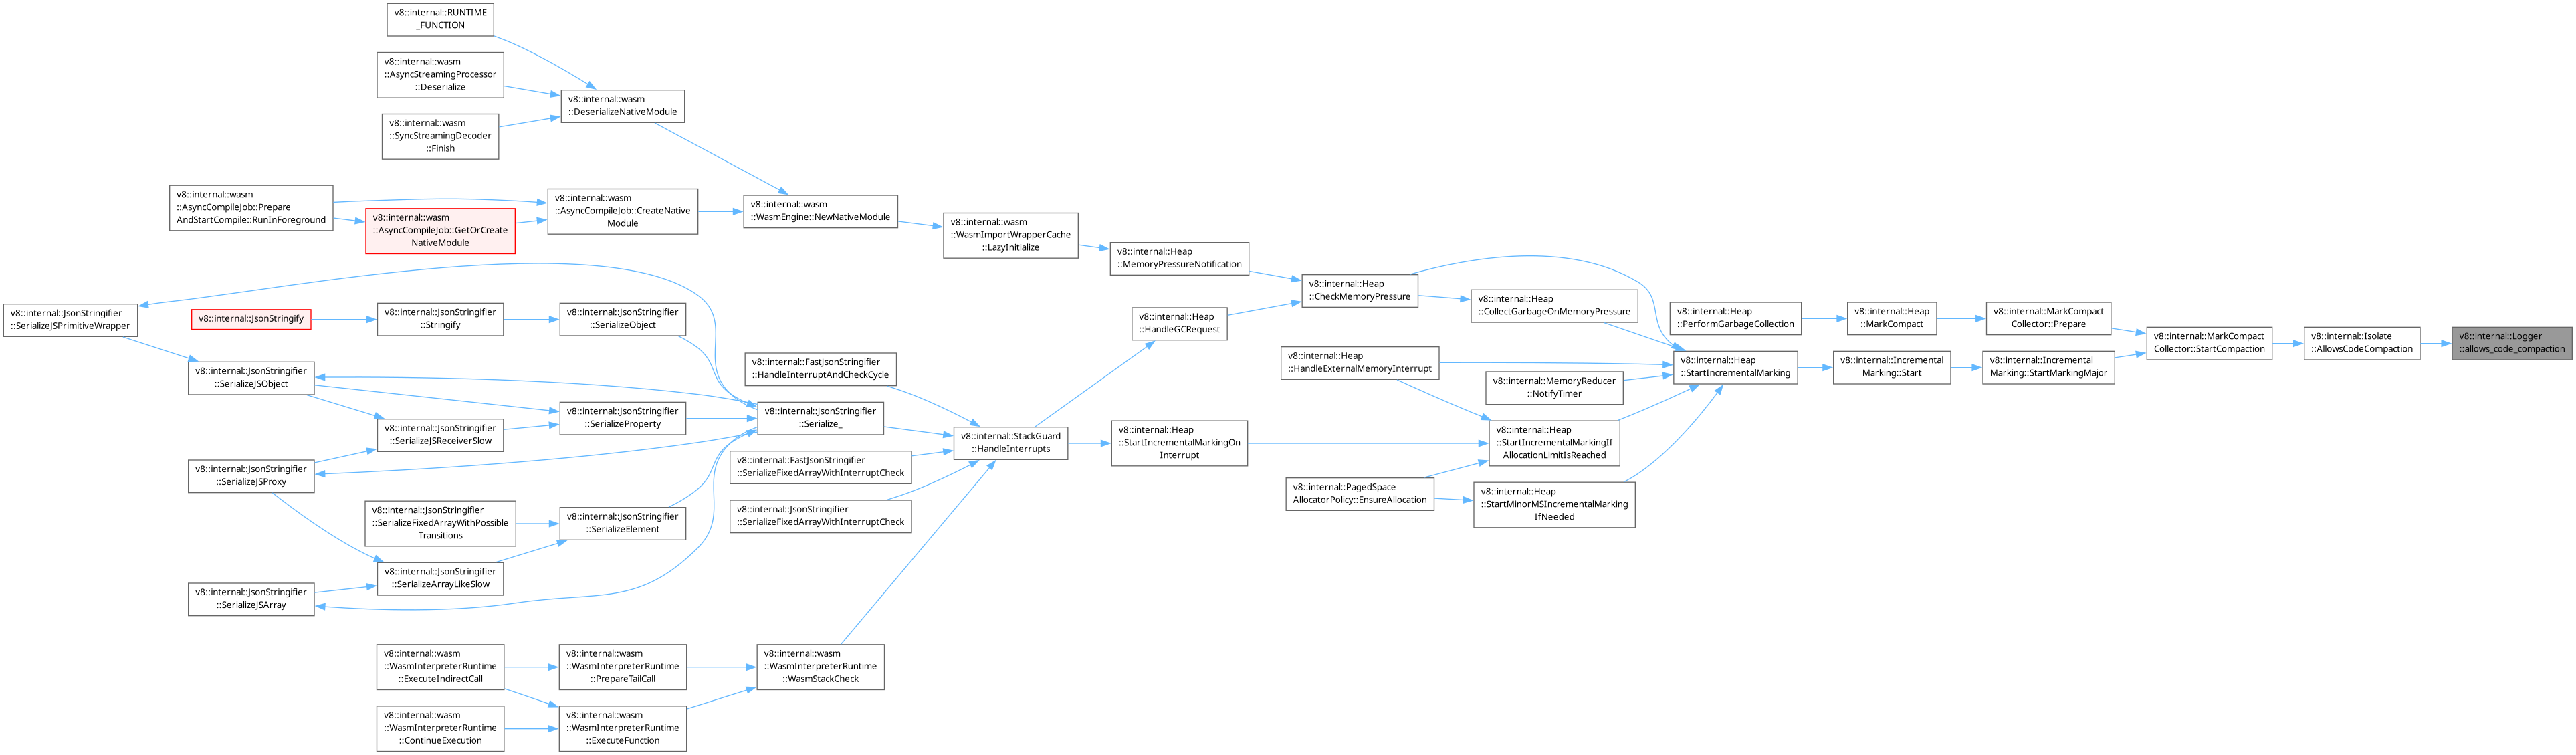 v8::internal::RUNTIME
_FUNCTION
v8::internal::wasm
::AsyncStreamingProcessor
::Deserialize
v8::internal::wasm
::SyncStreamingDecoder
::Finish
v8::internal::wasm
::DeserializeNativeModule
v8::internal::wasm
::AsyncCompileJob::Prepare
AndStartCompile::RunInForeground
v8::internal::wasm
::AsyncCompileJob::GetOrCreate
NativeModule
v8::internal::wasm
::AsyncCompileJob::CreateNative
Module
v8::internal::wasm
::WasmEngine::NewNativeModule
v8::internal::wasm
::WasmImportWrapperCache
::LazyInitialize
v8::internal::Heap
::MemoryPressureNotification
v8::internal::Heap
::CheckMemoryPressure
v8::internal::Heap
::HandleGCRequest
v8::internal::Heap
::CollectGarbageOnMemoryPressure
v8::internal::Heap
::PerformGarbageCollection
v8::internal::Heap
::MarkCompact
v8::internal::MarkCompact
Collector::Prepare
v8::internal::MarkCompact
Collector::StartCompaction
v8::internal::Isolate
::AllowsCodeCompaction
v8::internal::Logger
::allows_code_compaction
v8::internal::Heap
::StartIncrementalMarking
v8::internal::Incremental
Marking::Start
v8::internal::Incremental
Marking::StartMarkingMajor
v8::internal::Heap
::HandleExternalMemoryInterrupt
v8::internal::MemoryReducer
::NotifyTimer
v8::internal::Heap
::StartIncrementalMarkingIf
AllocationLimitIsReached
v8::internal::PagedSpace
AllocatorPolicy::EnsureAllocation
v8::internal::Heap
::StartMinorMSIncrementalMarking
IfNeeded
v8::internal::Heap
::StartIncrementalMarkingOn
Interrupt
v8::internal::StackGuard
::HandleInterrupts
v8::internal::FastJsonStringifier
::HandleInterruptAndCheckCycle
v8::internal::JsonStringifier
::Serialize_
v8::internal::FastJsonStringifier
::SerializeFixedArrayWithInterruptCheck
v8::internal::JsonStringifier
::SerializeFixedArrayWithInterruptCheck
v8::internal::JsonStringifier
::SerializeJSPrimitiveWrapper
v8::internal::JsonStringify
v8::internal::JsonStringifier
::Stringify
v8::internal::JsonStringifier
::SerializeObject
v8::internal::JsonStringifier
::SerializeJSObject
v8::internal::JsonStringifier
::SerializeProperty
v8::internal::JsonStringifier
::SerializeJSReceiverSlow
v8::internal::JsonStringifier
::SerializeJSProxy
v8::internal::JsonStringifier
::SerializeFixedArrayWithPossible
Transitions
v8::internal::JsonStringifier
::SerializeElement
v8::internal::JsonStringifier
::SerializeArrayLikeSlow
v8::internal::JsonStringifier
::SerializeJSArray
v8::internal::wasm
::WasmInterpreterRuntime
::ExecuteIndirectCall
v8::internal::wasm
::WasmInterpreterRuntime
::PrepareTailCall
v8::internal::wasm
::WasmInterpreterRuntime
::WasmStackCheck
v8::internal::wasm
::WasmInterpreterRuntime
::ContinueExecution
v8::internal::wasm
::WasmInterpreterRuntime
::ExecuteFunction